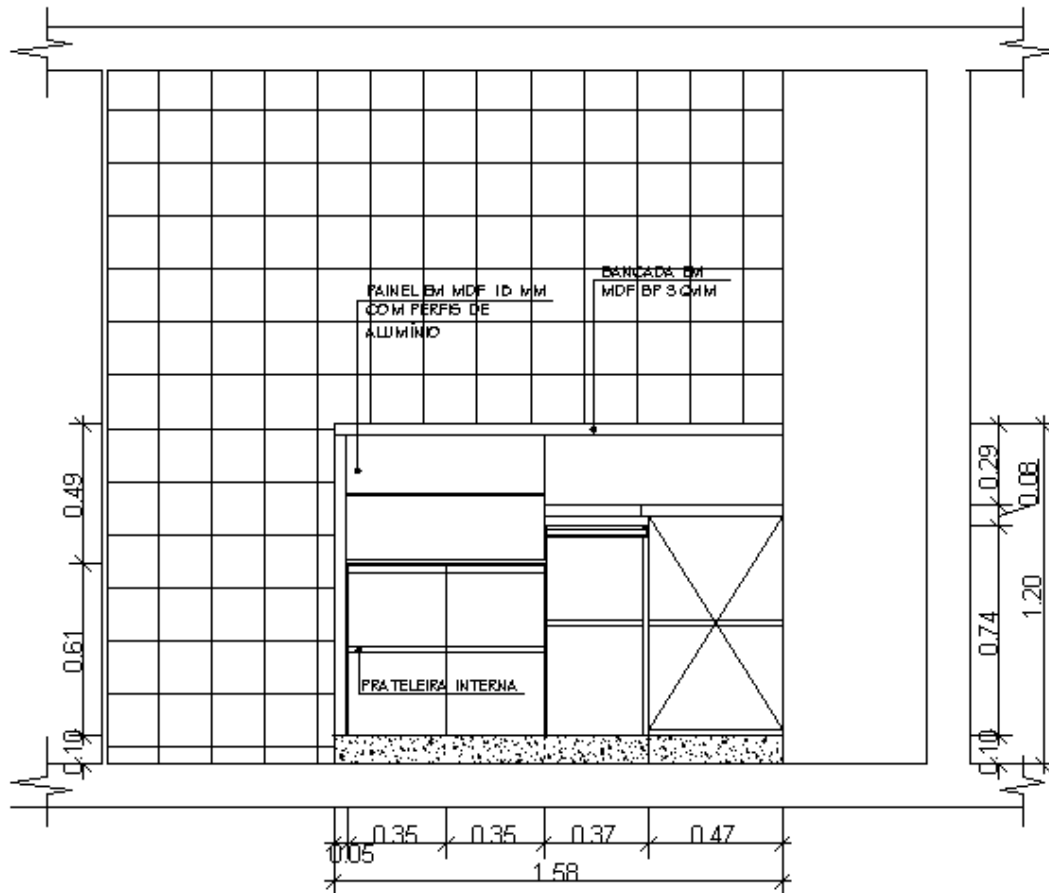 PAINEL EM MDF 15 MM
COM PERFIS DE
ALUMÍNIO
BANCADA EM
MDF BP 30MM
0.49
0.61
0.10
PRATELEIRA INTERNA
0.29
0.08
0.74
0.10
1.20
0.05
0.35
0.35
0.37
0.47
1.58